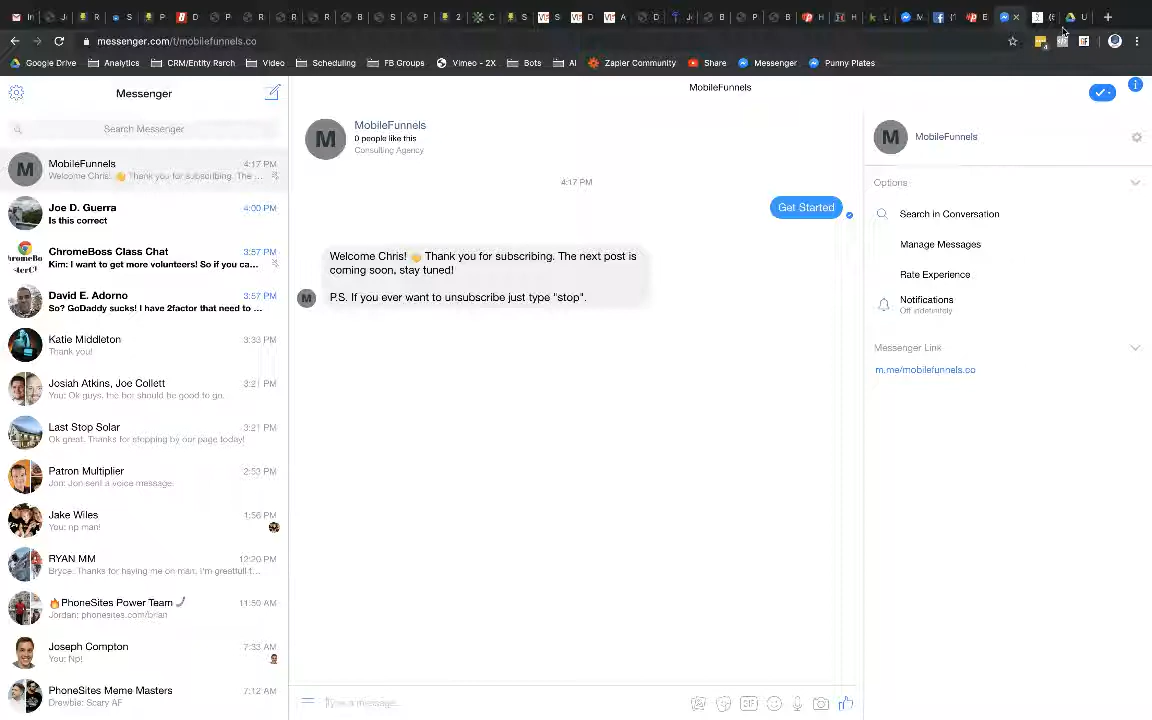 messenger.com/t/mobilefunnels.co
Google Drive
Analytics
CRM/Entity Rsrch
Video
Scheduling
FB Groups
Vimeo - 2X
Bots
AI
Zapier Community
Share
Messenger
Punny Plates
Messenger
MobileFunnels
Search Messenger
MobileFunnels
4:17 PM
Welcome Chris! 👋 Thank you for subscribing. The ...
Joe D. Guerra
4:00 PM
Is this correct
ChromeBoss Class Chat
3:57 PM
Kim: I want to get more volunteers! So if you ca...
David E. Adorno
3:57 PM
So? GoDaddy sucks! I have 2factor that need to ...
Katie Middleton
3:33 PM
Thank you!
Josiah Atkins, Joe Collett
3:21 PM
You: Ok guys, the bot should be good to go.
Last Stop Solar
3:21 PM
Ok great. Thanks for stopping by our page today!
Patron Multiplier
2:53 PM
Jon: Jon sent a voice message.
Jake Wiles
1:56 PM
You: np man!
RYAN MM
12:20 PM
Bryce: Thanks for having me on man. I'm greatfull t...
🔥PhoneSites Power Team🤳
11:50 AM
Jordan: phonesites.com/brian
Joseph Compton
7:33 AM
You: Np!
PhoneSites Meme Masters
7:12 AM
Drewbie: Scary AF
M
MobileFunnels
0 people like this
Consulting Agency
4:17 PM
Get Started
Welcome Chris! 👋 Thank you for subscribing. The next post is
coming soon, stay tuned!
P.S. If you ever want to unsubscribe just type "stop".
M
Type a message...
GIF
M
MobileFunnels
Options
Search in Conversation
Manage Messages
Rate Experience
Notifications
Off indefinitely
Messenger Link
m.me/mobilefunnels.co